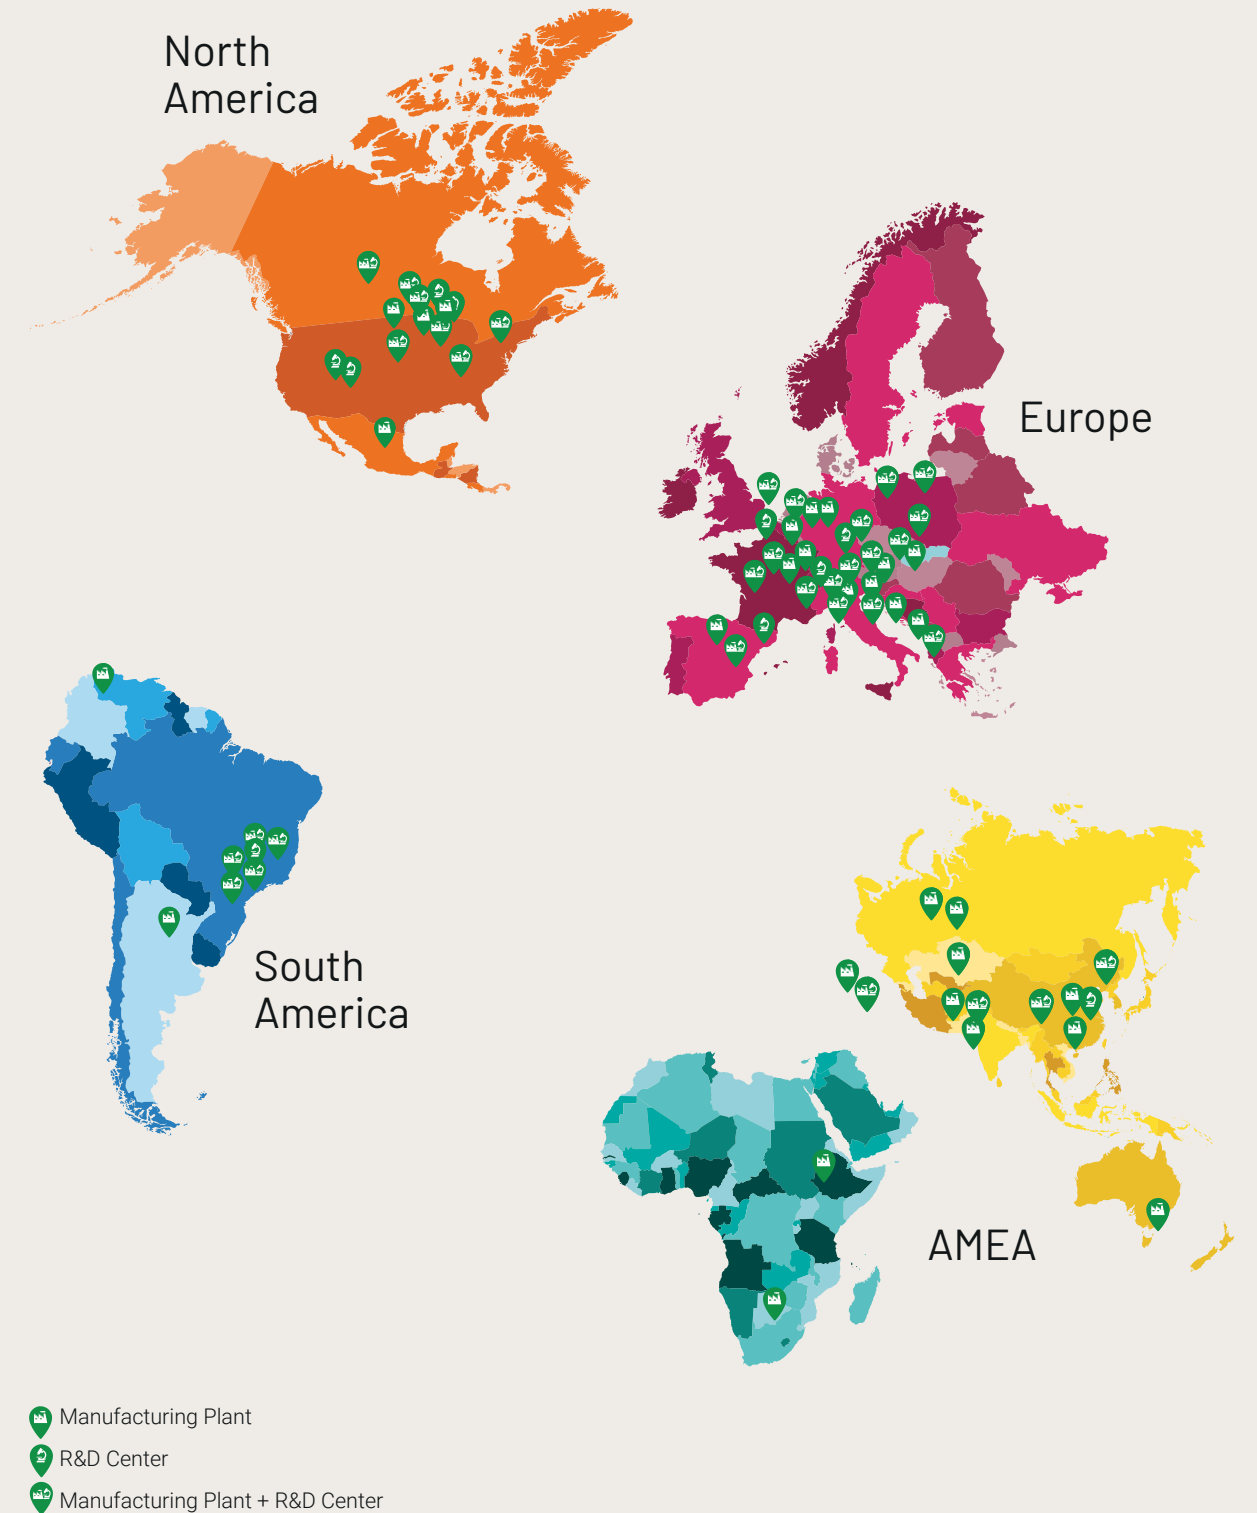 North
America
Europe
South
America
AMEA
Manufacturing Plant
R&D Center
Manufacturing Plant + R&D Center